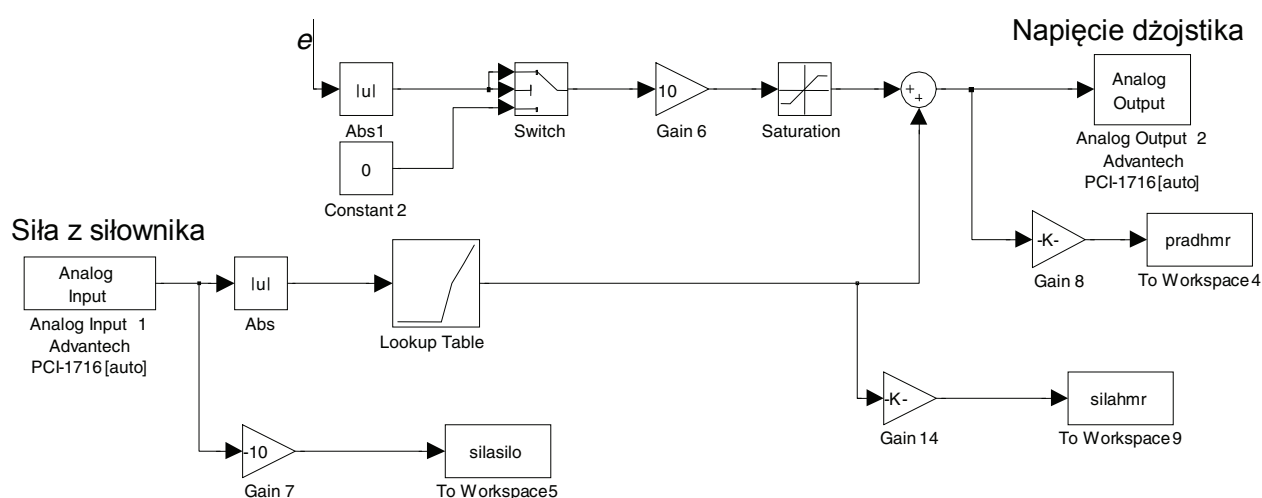 Napięcie dżojstika
e
|u|
Abs1
Switch
10
Gain 6
Saturation
+
+
Analog
Output
Analog Output 2
Advantech
PCI-1716 [auto]
0
Constant 2
Siła z siłownika
Analog
Input
Analog Input 1
Advantech
PCI-1716 [auto]
|u|
Abs
Lookup Table
-K-
Gain 8
pradhmr
To Workspace 4
-K-
Gain 14
silahmr
To Workspace 9
-10
Gain 7
silasilo
To Workspace 5